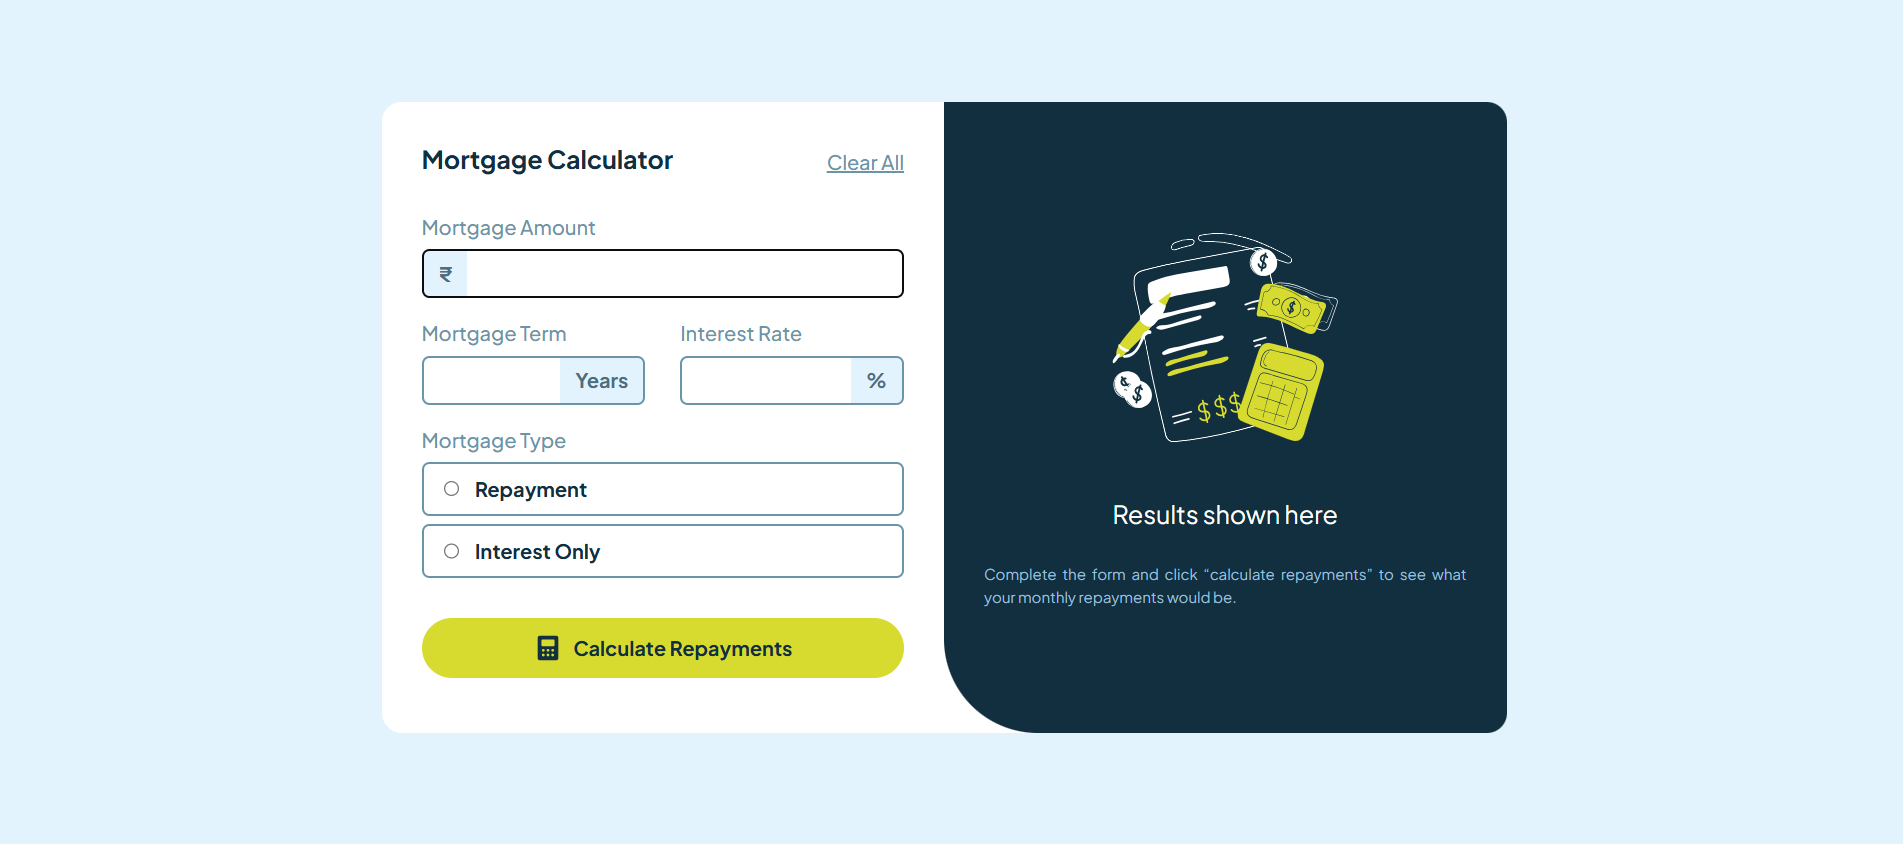 Mortgage Calculator
Clear All
Mortgage Amount
₹
Mortgage Term
Interest Rate
Years
%
Mortgage Type
Repayment
Interest Only
Calculate Repayments
$
$
$
$
$$$
Results shown here
Complete the form and click “calculate repayments” to see what
your monthly repayments would be.